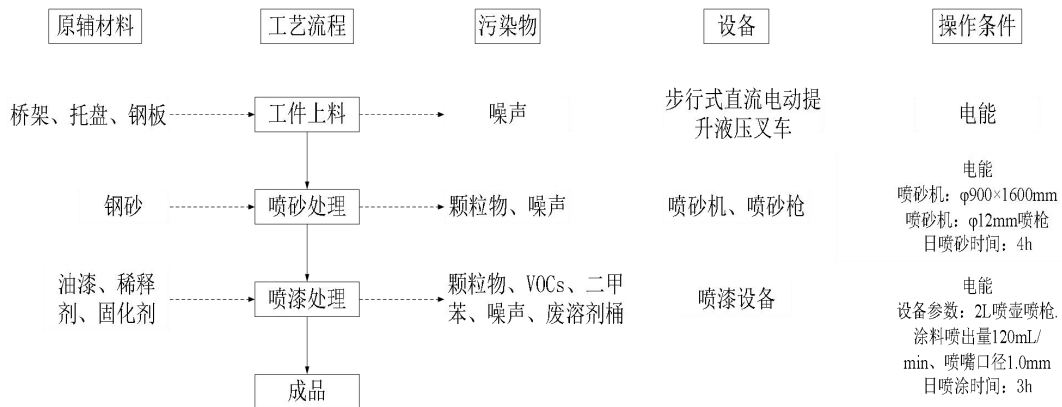 原辅材料
工艺流程
污染物
设备
操作条件
桥架、托盘、钢板
工件上料
噪声
步行式直流电动提
升液压叉车
电能
钢砂
喷砂处理
颗粒物、噪声
喷砂机、喷砂枪
电能
喷砂机：φ900×1600mm
喷砂机：φ12mm喷枪
日喷砂时间：4h
油漆、稀释
剂、固化剂
喷漆处理
颗粒物、VOCs、二甲
苯、噪声、废溶剂桶
喷漆设备
电能
设备参数：2L喷壶喷枪、
涂料喷出量120mL/
min、喷嘴口径1.0mm
日喷涂时间：3h
成品